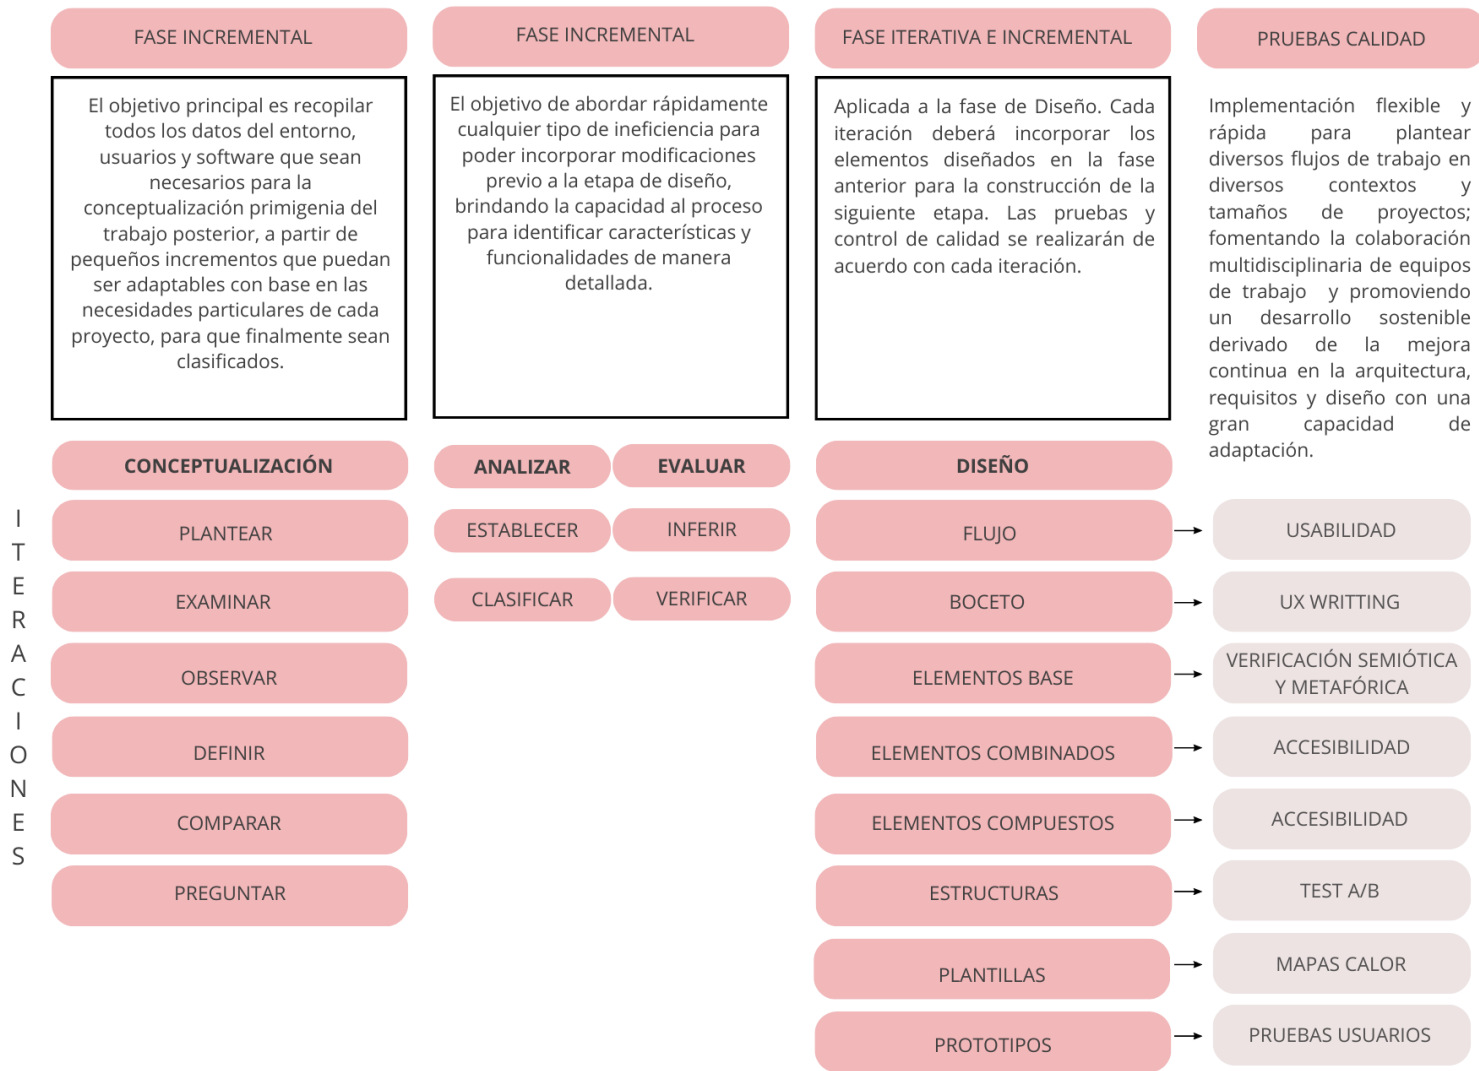 FASE INCREMENTAL
El objetivo principal es recopilar
todos los datos del entorno,
usuarios y software que sean
necesarios para la
conceptualización primigenia del
trabajo posterior, a partir de
pequeños incrementos que puedan
ser adaptables con base en las
necesidades particulares de cada
proyecto, para que finalmente sean
clasificados.
FASE INCREMENTAL
El objetivo de abordar rápidamente
cualquier tipo de ineficiencia para
poder incorporar modificaciones
previo a la etapa de diseño,
brindando la capacidad al proceso
para identificar características y
funcionalidades de manera
detallada.
FASE ITERATIVA E INCREMENTAL
Aplicada a la fase de Diseño. Cada
iteración deberá incorporar los
elementos diseñados en la fase
anterior para la construcción de la
siguiente etapa. Las pruebas y
control de calidad se realizarán de
acuerdo con cada iteración.
PRUEBAS CALIDAD
Implementación flexible y
rápida para plantear
diversos flujos de trabajo en
diversos contextos y
tamaños de proyectos;
fomentando la colaboración
multidisciplinaria de equipos
de trabajo y promoviendo
un desarrollo sostenible
derivado de la mejora
continua en la arquitectura,
requisitos y diseño con una
gran capacidad de
adaptación.
ITERACIONES
CONCEPTUALIZACIÓN
PLANTEAR
EXAMINAR
OBSERVAR
DEFINIR
COMPARAR
PREGUNTAR
ANALIZAR
ESTABLECER
CLASIFICAR
EVALUAR
INFERIR
VERIFICAR
DISEÑO
FLUJO
BOCETO
ELEMENTOS BASE
ELEMENTOS COMBINADOS
ELEMENTOS COMPUESTOS
ESTRUCTURAS
PLANTILLAS
PROTOTIPOS
USABILIDAD
UX WRITTING
VERIFICACIÓN SEMIÓTICA
Y METAFÓRICA
ACCESIBILIDAD
ACCESIBILIDAD
TEST A/B
MAPAS CALOR
PRUEBAS USUARIOS